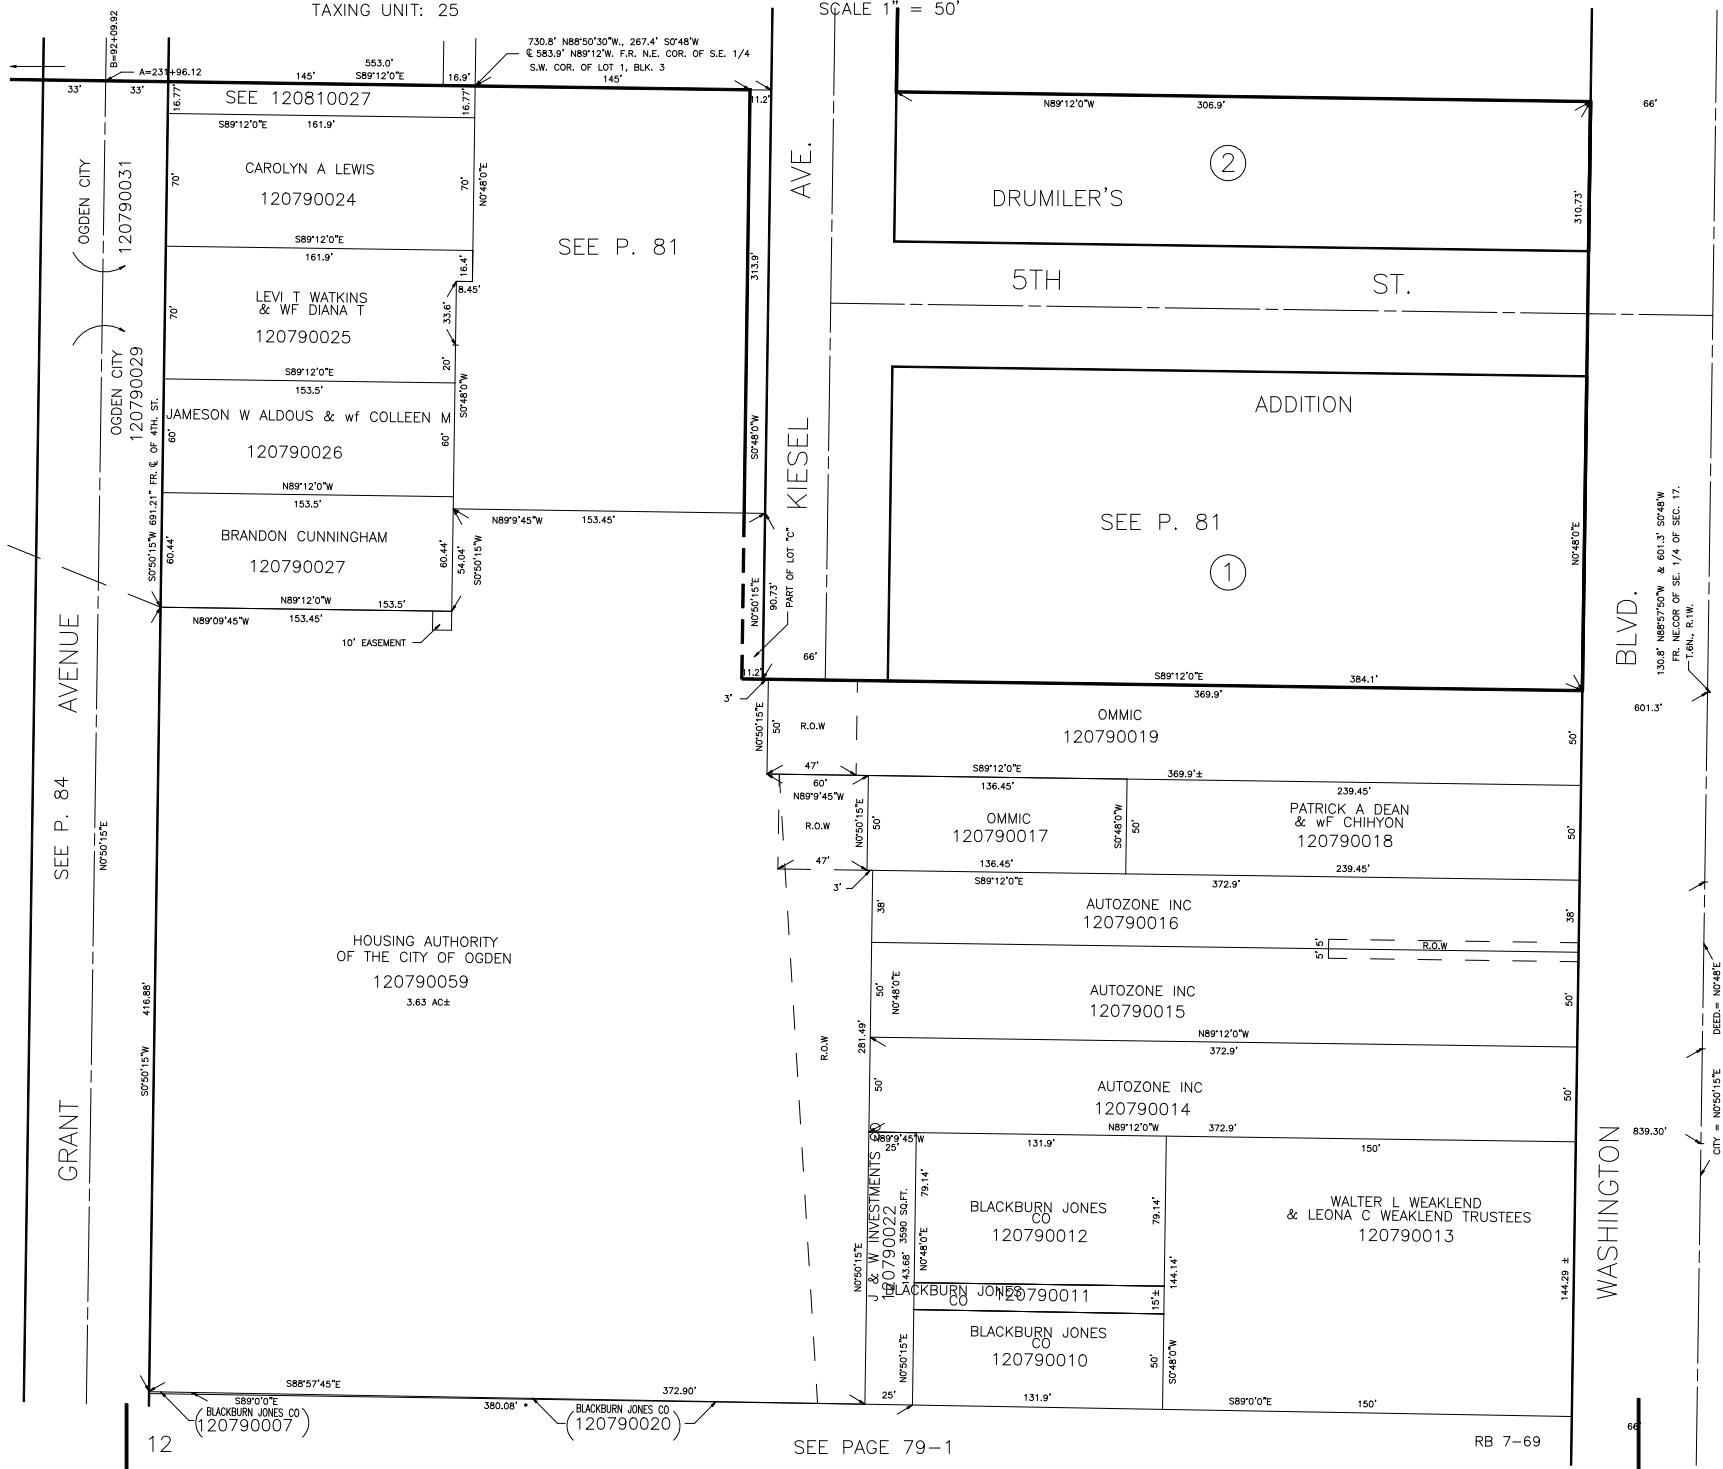 TAXING UNIT: 25
SCALE 1" = 50'
B=92+09.92
A=231+96.12
33'
33'
553.0'
145'
S89°12'0"E
16.9'
730.8' N88°50'30"W., 267.4' S0°48'W
℄ 583.9' N89°12'W. F.R. N.E. COR. OF S.E. 1/4
S.W. COR. OF LOT 1, BLK. 3
145'
11.2'
16.77'
SEE 120810027
16.77'
S89°12'0"E
161.9'
N89°12'0"W
306.9'
66'
OGDEN CITY
120790031
CAROLYN A LEWIS
120790024
70'
70'
N0°48'0"E
S89°12'0"E
161.9'
SEE P. 81
AVE.
2
DRUMILER'S
310.73'
5TH
ST.
313.9'
16.4'
8.45'
33.6'
20'
LEVI T WATKINS
& WF DIANA T
120790025
70'
S89°12'0"E
153.5'
OGDEN CITY
120790029
S0°50'15"W 691.21' FR. ℄ OF 4TH. ST.
JAMESON W ALDOUS & wf COLLEEN M
120790026
60'
60'
S0°48'0"W
S0°48'0"W
N89°12'0"W
153.5'
BRANDON CUNNINGHAM
120790027
60.44'
60.44'
54.04'
S0°50'15"W
N89°12'0"W
153.5'
N89°09'45"W
153.45'
10' EASEMENT
N89°9'45"W
153.45'
KIESEL
N0°50'15"E
90.73'
PART OF LOT "C"
11.2'
66'
3'
ADDITION
SEE P. 81
1
N0°48'0"E
S89°12'0"E
384.1'
369.9'
BLVD.
130.8' N88°57'50"W & 601.3' S0°48'W
FR. NE.COR OF SE. 1/4 OF SEC. 17.
T.6N., R.1W.
601.3'
AVENUE
SEE P. 84
N0°50'15"E
GRANT
N0°50'15"E
50'
R.O.W
OMMIC
120790019
50'
47'
S89°12'0"E
369.9'±
60'
N89°9'45"W
R.O.W
N0°50'15"E
50'
136.45'
OMMIC
120790017
136.45'
S0°48'0"W
50'
239.45'
PATRICK A DEAN
& wF CHIHYON
120790018
50'
239.45'
47'
3'
S89°12'0"E
372.9'
38'
AUTOZONE INC
120790016
38'
5'
5'
R.O.W
HOUSING AUTHORITY
OF THE CITY OF OGDEN
120790059
3.63 AC±
416.88'
S0°50'15"W
50'
N0°48'0"E
AUTOZONE INC
120790015
50'
N89°12'0"W
372.9'
R.O.W
281.49'
50'
AUTOZONE INC
120790014
50'
N89°12'0"W
372.9'
DEED.= N0°48'E
CITY = N0°50'15"E
839.30'
WASHINGTON
N89°9'45"W
25'
131.9'
150'
J & W INVESTMENTS CO
120790022
143.68' 3590 SQ.FT.
N0°50'15"E
79.14'
N0°48'0"E
BLACKBURN JONES
CO
120790012
79.14'
144.14'
WALTER L WEAKLEND
& LEONA C WEAKLEND TRUSTEES
120790013
144.29 ±
BLACKBURN JONES
CO
120790011
15'±
BLACKBURN JONES
CO
120790010
N0°50'15"E
50'
S0°48'0"W
S88°57'45"E
372.90'
25'
131.9'
S89°0'0"E
150'
S89°0'0"E
BLACKBURN JONES CO
(120790007)
380.08' *
BLACKBURN JONES CO
(120790020)
12
SEE PAGE 79-1
RB 7-69
66'